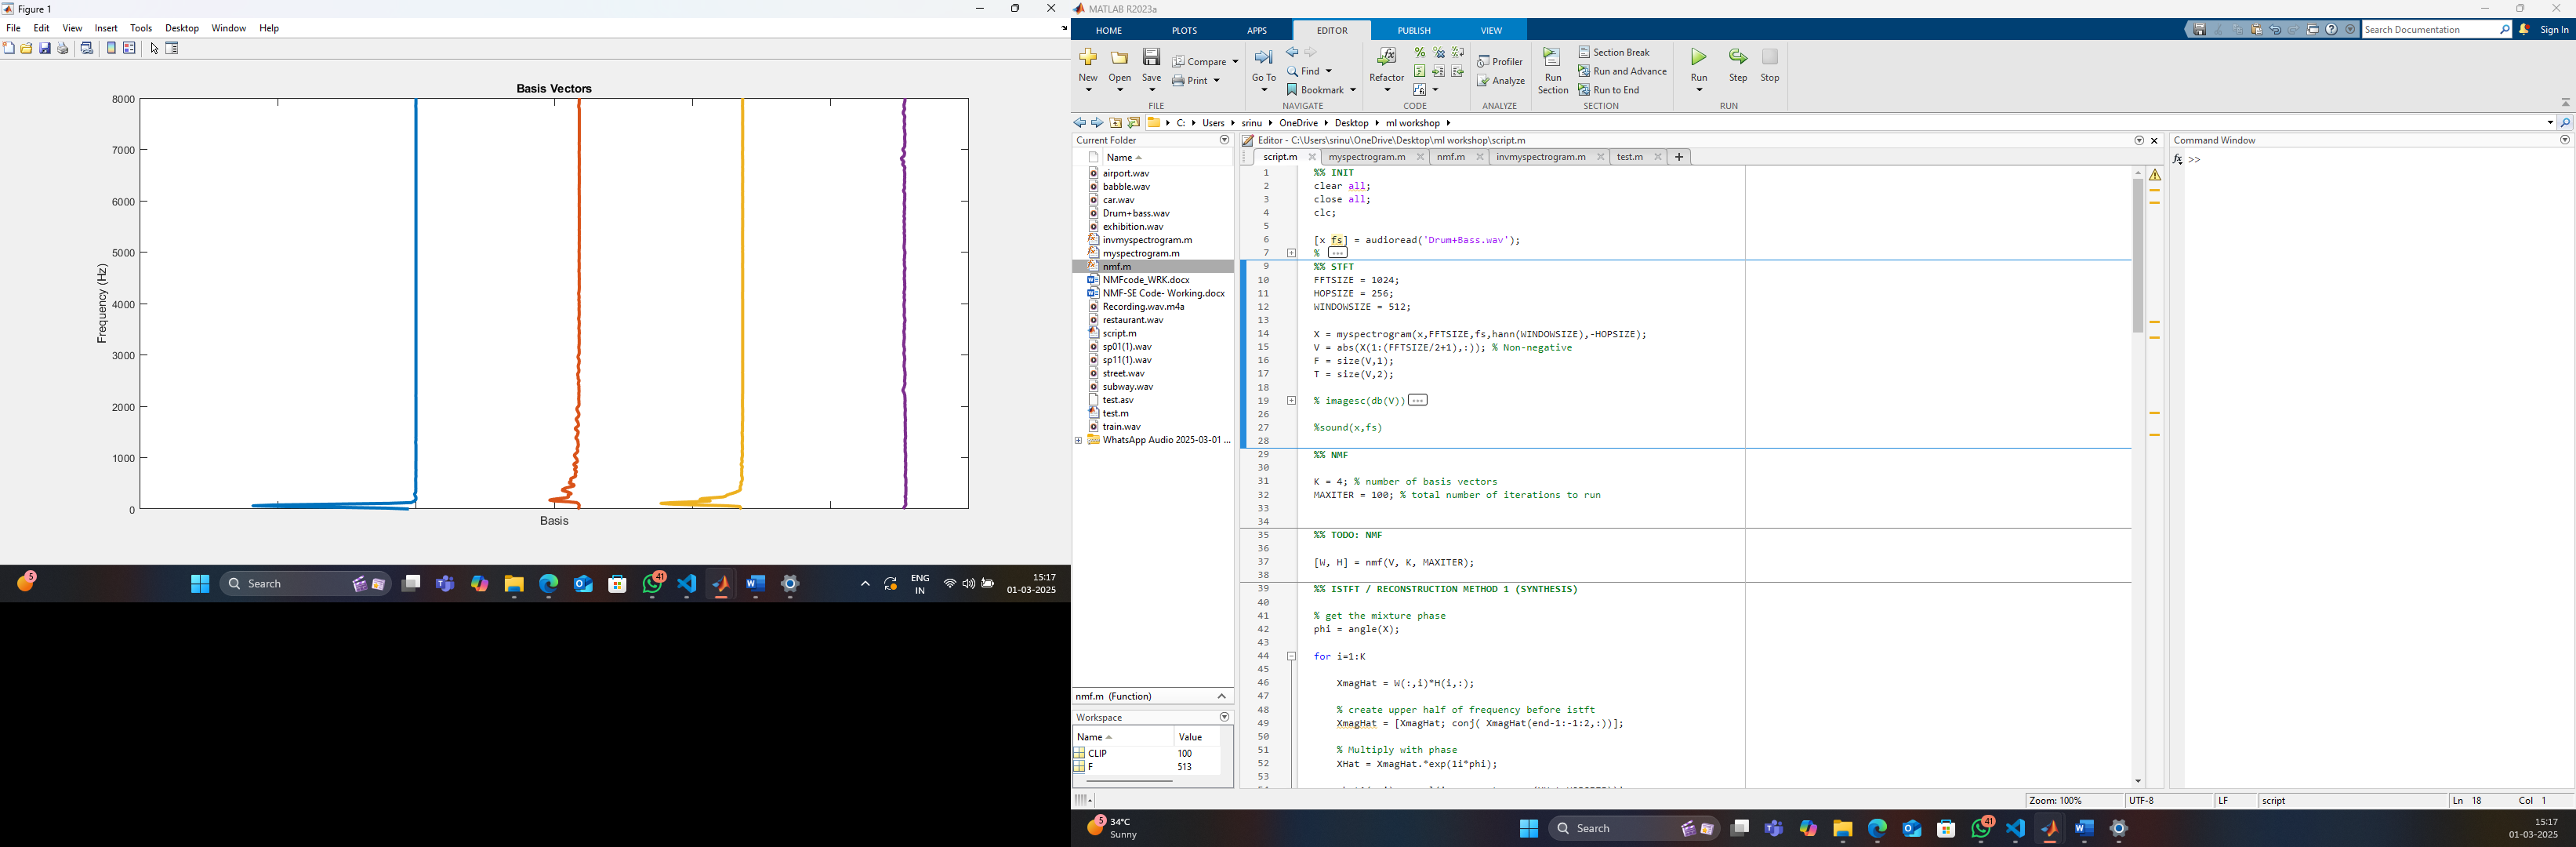 Figure 1
File Edit View Insert Tools Desktop Window Help
Basis Vectors
8000
7000
6000
5000
4000
3000
2000
1000
0
Frequency (Hz)
Basis
5
Search
41
ENG
IN
15:17
01-03-2025
MATLAB R2023a
HOME PLOTS APPS EDITOR PUBLISH VIEW
Search Documentation
Sign In
New
Open
Save
Compare
Print
FILE
Go To
Find
Bookmark
NAVIGATE
Refactor
CODE
Profiler
Analyze
ANALYZE
Run
Section
Section Break
Run and Advance
Run to End
SECTION
Run
Step
Stop
RUN
C: Users srinu OneDrive Desktop ml workshop
Current Folder
Name
airport.wav
babble.wav
car.wav
Drum+bass.wav
exhibition.wav
invmyspectrogram.m
myspectrogram.m
nmf.m
NMFcode_WRK.docx
NMF-SE Code- Working.docx
Recording.wav.m4a
restaurant.wav
script.m
sp01(1).wav
sp11(1).wav
street.wav
subway.wav
test.asv
test.m
train.wav
WhatsApp Audio 2025-03-01 ...
nmf.m (Function)
Workspace
Name Value
CLIP 100
F 513
Editor - C:\Users\srinu\OneDrive\Desktop\ml workshop\script.m
script.m myspectrogram.m nmf.m invmyspectrogram.m test.m +
1 %% INIT
2 clear all;
3 close all;
4 clc;
5
6 [x fs] = audioread('Drum+Bass.wav');
7 % ...
9 %% STFT
10 FFTSIZE = 1024;
11 HOPSIZE = 256;
12 WINDOWSIZE = 512;
13
14 X = myspectrogram(x,FFTSIZE,fs,hann(WINDOWSIZE),-HOPSIZE);
15 V = abs(X(1:(FFTSIZE/2+1),:)); % Non-negative
16 F = size(V,1);
17 T = size(V,2);
18
19 % imagesc(db(V)) ...
26
27 %sound(x,fs)
28
29 %% NMF
30
31 K = 4; % number of basis vectors
32 MAXITER = 100; % total number of iterations to run
33
34
35 %% TODO: NMF
36
37 [W, H] = nmf(V, K, MAXITER);
38
39 %% ISTFT / RECONSTRUCTION METHOD 1 (SYNTHESIS)
40
41 % get the mixture phase
42 phi = angle(X);
43
44 for i=1:K
45
46 XmagHat = W(:,i)*H(i,:);
47
48 % create upper half of frequency before istft
49 XmagHat = [XmagHat; conj( XmagHat(end-1:-1:2,:))];
50
51 % Multiply with phase
52 XHat = XmagHat.*exp(1i*phi);
53
Command Window
fx >>
Zoom: 100% UTF-8 LF script Ln 18 Col 1
5
34°C
Sunny
Search
41
15:17
01-03-2025